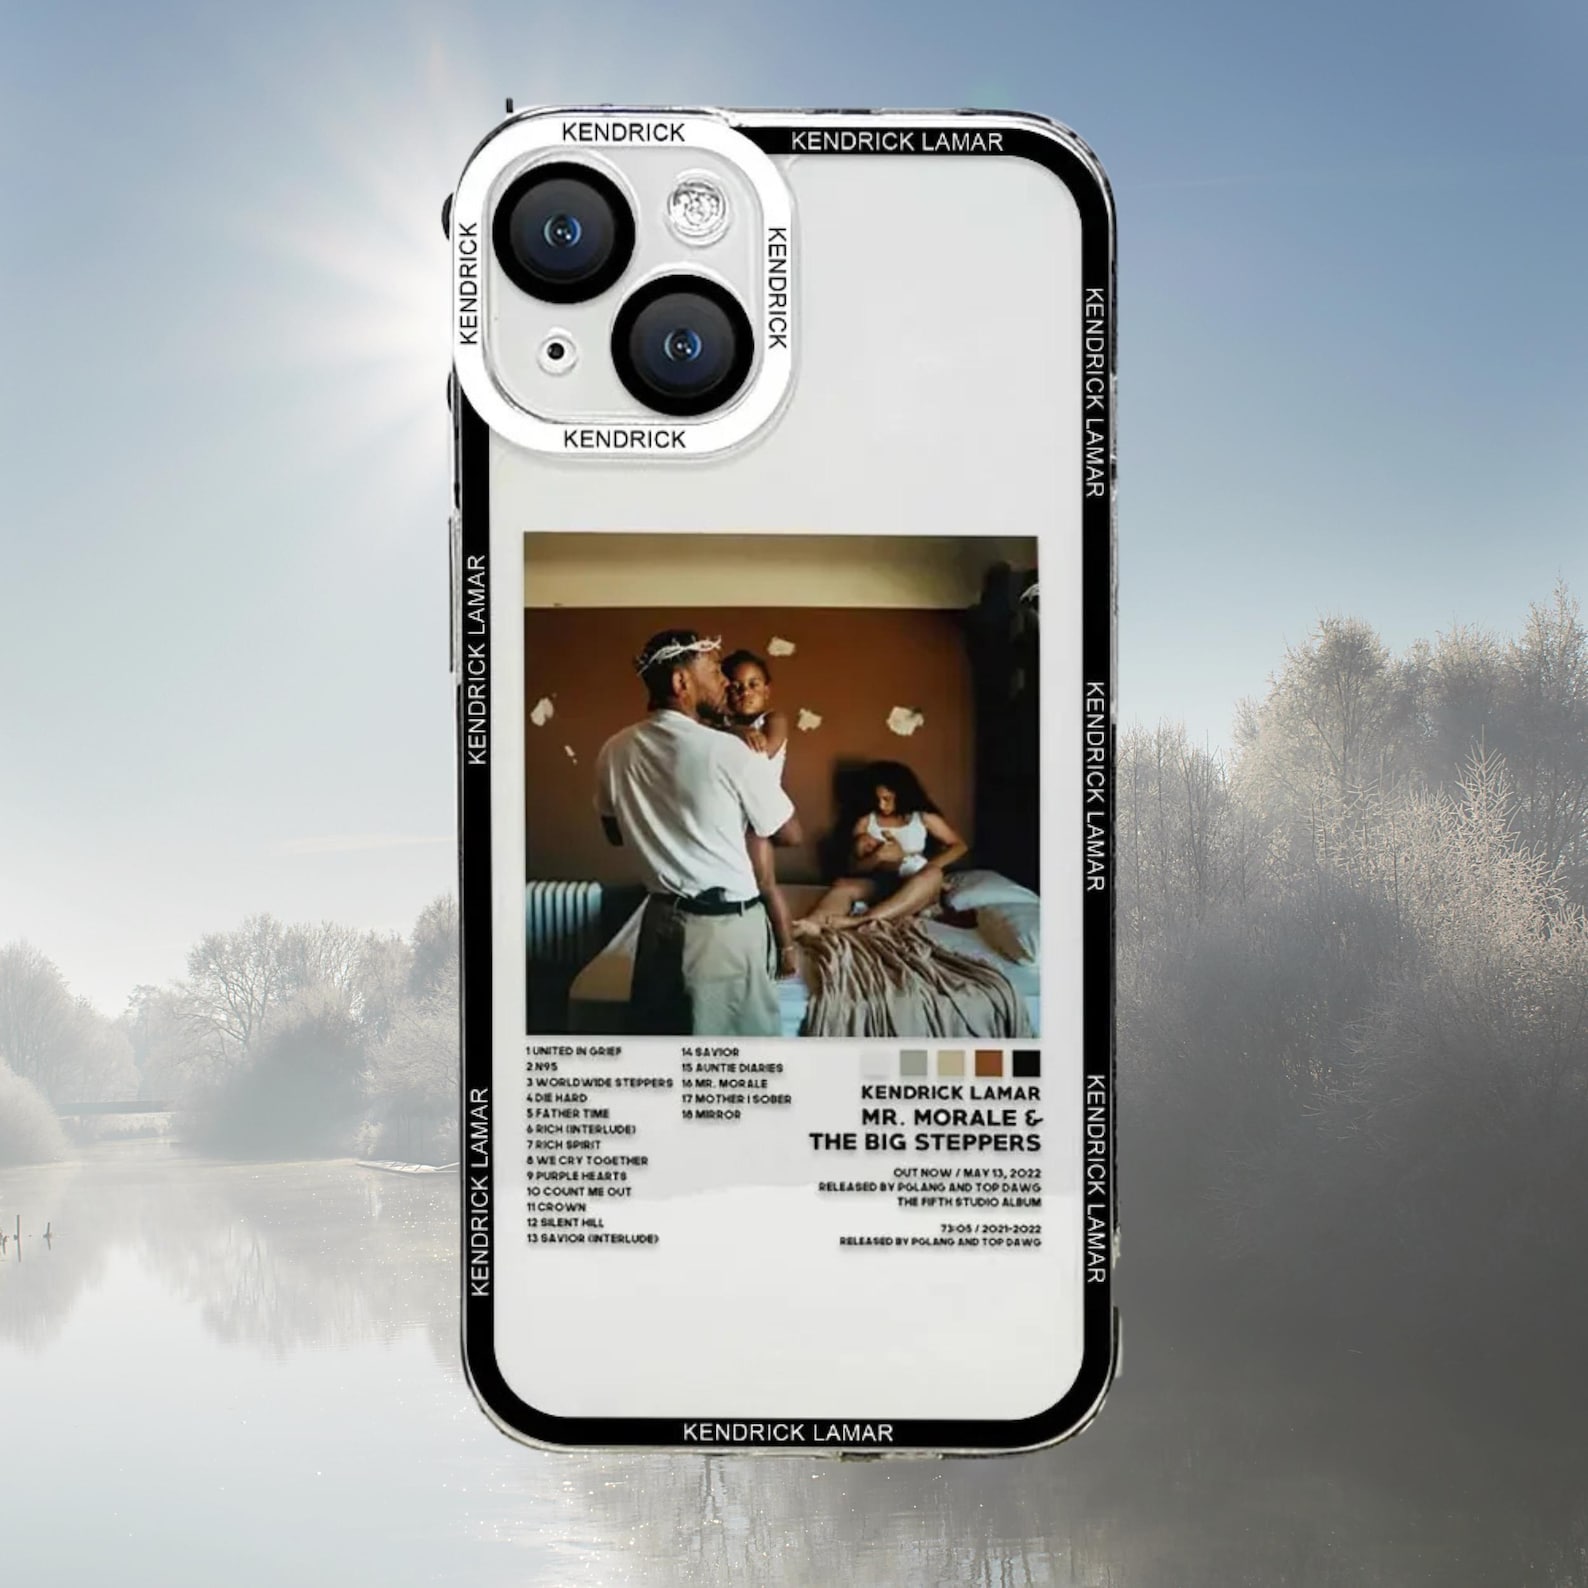 KENDRICK
KENDRICK LAMAR
KENDRICK
KENDRICK
KENDRICK
KENDRICK LAMAR
KENDRICK LAMAR
KENDRICK LAMAR
KENDRICK LAMAR
KENDRICK LAMAR
1 UNITED IN GRIEF
2 N95
3 WORLDWIDE STEPPERS
4 DIE HARD
5 FATHER TIME
6 RICH (INTERLUDE)
7 RICH SPIRIT
8 WE CRY TOGETHER
9 PURPLE HEARTS
10 COUNT ME OUT
11 CROWN
12 SILENT HILL
13 SAVIOR (INTERLUDE)
14 SAVIOR
15 AUNTIE DIARIES
16 MR. MORALE
17 MOTHER I SOBER
18 MIRROR
KENDRICK LAMAR
MR. MORALE &
THE BIG STEPPERS
OUT NOW / MAY 13, 2022
RELEASED BY PGLANG AND TOP DAWG
THE FIFTH STUDIO ALBUM
73:05 / 2021-2022
RELEASED BY PGLANG AND TOP DAWG
KENDRICK LAMAR